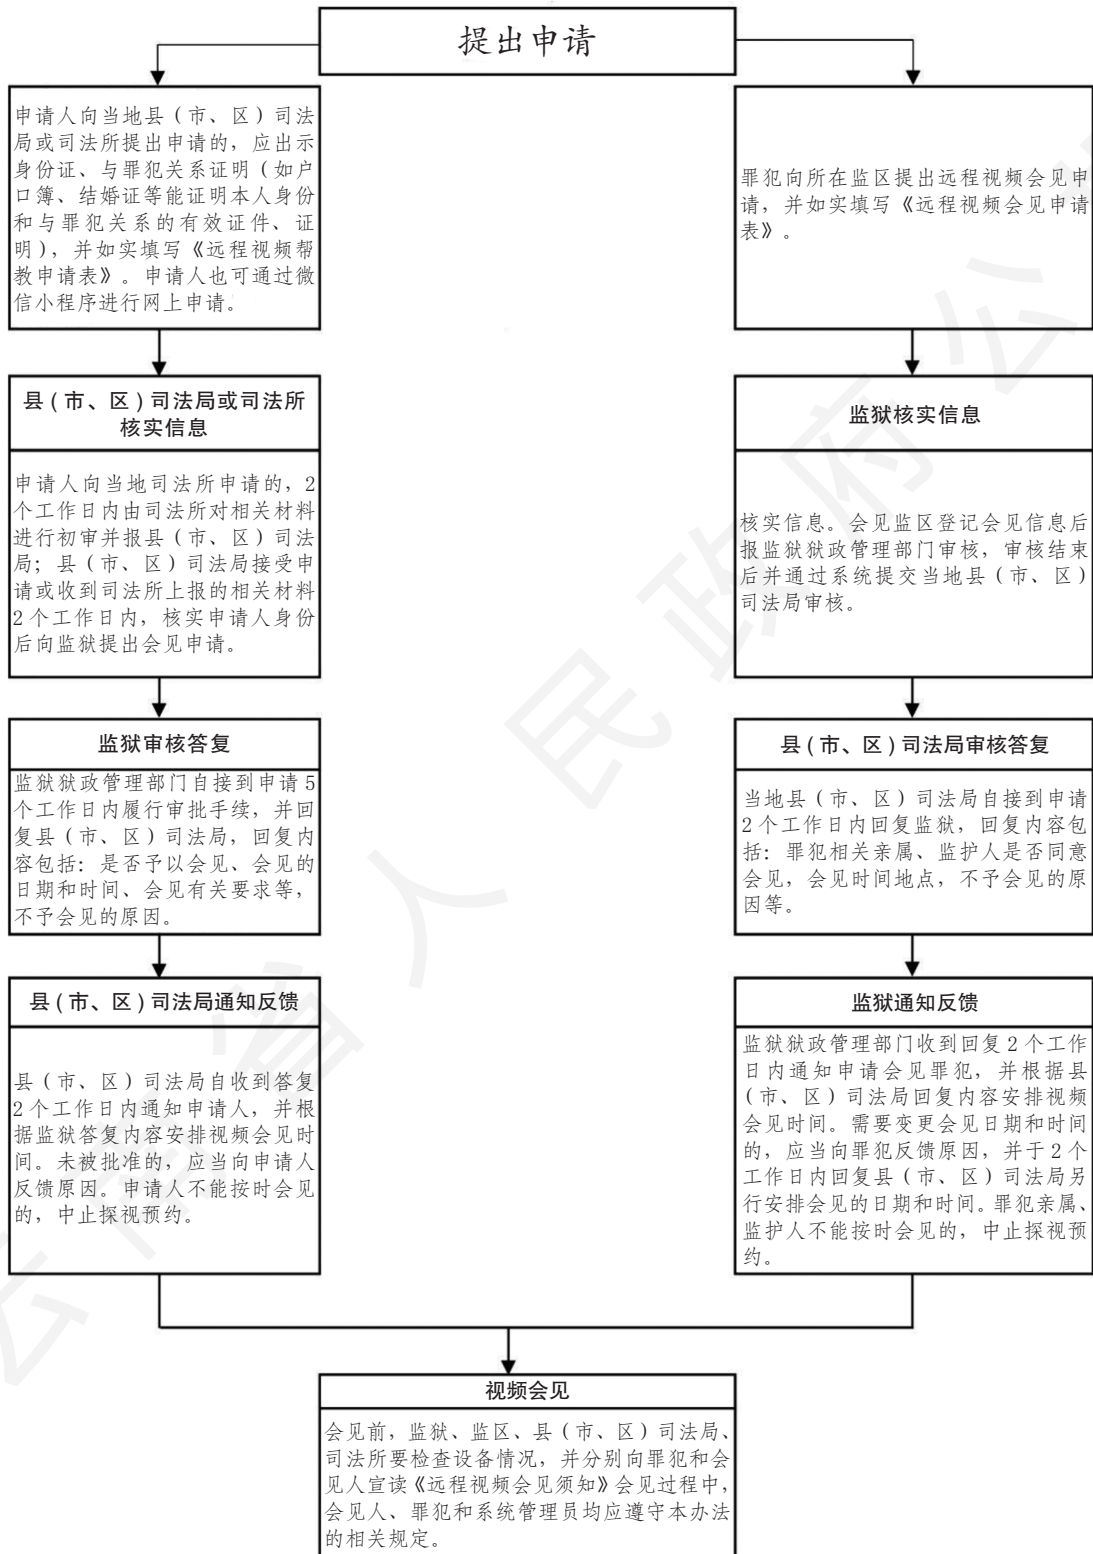 提出申请
申请人向当地县（市、区）司法
局或司法所提出申请的，应出示
身份证、与罪犯关系证明（如户
口簿、结婚证等能证明本人身份
和与罪犯关系的有效证件、证
明），并如实填写《远程视频帮
教申请表》。申请人也可通过微
信小程序进行网上申请。
县（市、区）司法局或司法所
核实信息
申请人向当地司法所申请的，2
个工作日内由司法所对相关材料
进行初审并报县（市、区）司法
局；县（市、区）司法局接受申
请或收到司法所上报的相关材料
2个工作日内，核实申请人身份
后向监狱提出会见申请。
监狱审核答复
监狱狱政管理部门自接到申请5
个工作日内履行审批手续，并回
复县（市、区）司法局，回复内
容包括：是否予以会见、会见的
日期和时间、会见有关要求等，
不予会见的原因。
县（市、区）司法局通知反馈
县（市、区）司法局自收到答复
2个工作日内通知申请人，并根
据监狱答复内容安排视频会见时
间。未被批准的，应当向申请人
反馈原因。申请人不能按时会见
的，中止探视预约。
罪犯向所在监区提出远程视频会见申
请，并如实填写《远程视频会见申请
表》。
监狱核实信息
核实信息。会见监区登记会见信息后
报监狱狱政管理部门审核，审核结束
后并通过系统提交当地县（市、区）
司法局审核。
县（市、区）司法局审核答复
当地县（市、区）司法局自接到申请
2个工作日内回复监狱，回复内容包
括：罪犯相关亲属、监护人是否同意
会见，会见时间地点，不予会见的原
因等。
监狱通知反馈
监狱狱政管理部门收到回复2个工作
日内通知申请会见罪犯，并根据县
（市、区）司法局回复内容安排视频
会见时间。需要变更会见日期和时间
的，应当向罪犯反馈原因，并于2个
工作日内回复县（市、区）司法局另
行安排会见的日期和时间。罪犯亲属、
监护人不能按时会见的，中止探视预
约。
视频会见
会见前，监狱、监区、县（市、区）司法局、
司法所要检查设备情况，并分别向罪犯和会
见人宣读《远程视频会见须知》会见过程中，
会见人、罪犯和系统管理员均应遵守本办法
的相关规定。
云南省人民政府公